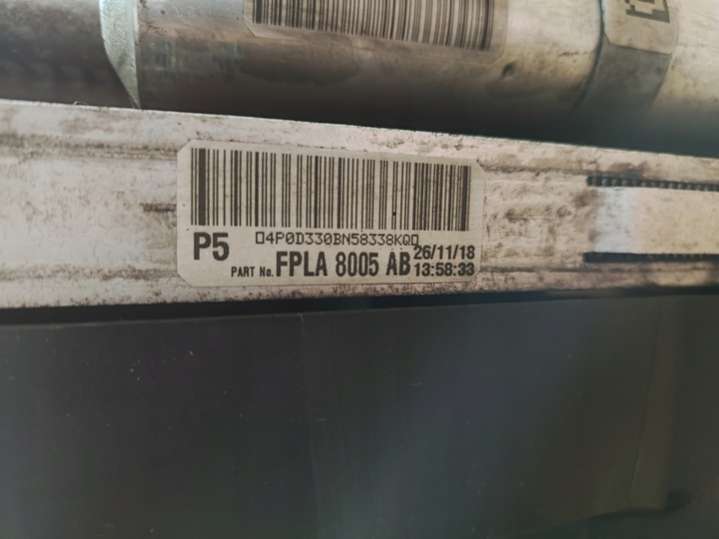 04P0D330BN58338KQ0
P5
26/11/18
PART No. FPLA 8005 AB 13:58:33